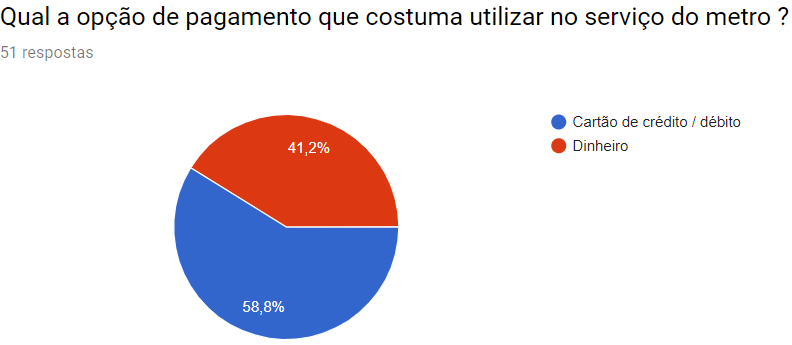 Qual a opção de pagamento que costuma utilizar no serviço do metro ?
51 respostas
Cartão de crédito / débito
Dinheiro
41,2%
58,8%